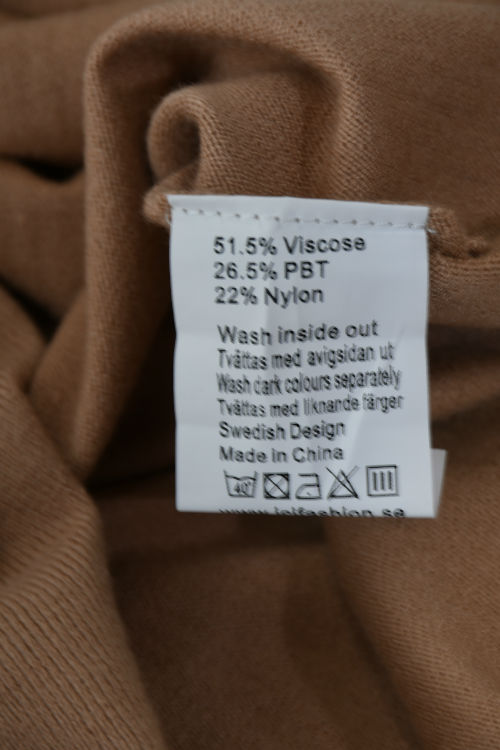 51.5% Viscose
26.5% PBT
22% Nylon
Wash inside out
Tvättas med avigsidan ut
Wash dark colours separately
Tvättas med liknande färger
Swedish Design
Made in China
40°